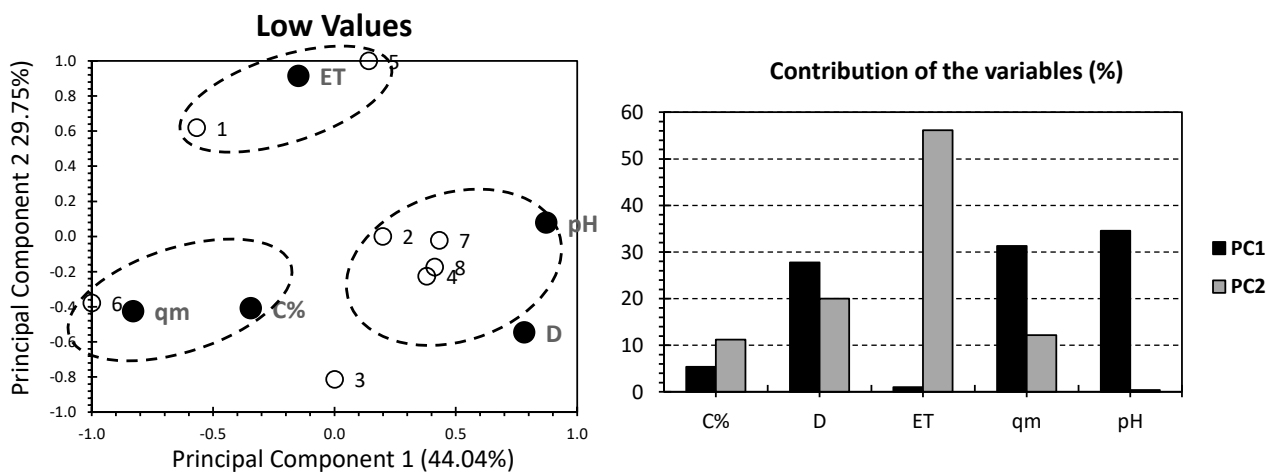 Low Values
Principal Component 2 29.75%)
1.0
0.8
0.6
0.4
0.2
0.0
-0.2
-0.4
-0.6
-0.8
-1.0
5
ET
1
pH
2
7
8
4
6
qm
C%
D
3
-1.0
-0.5
0.0
0.5
1.0
Principal Component 1 (44.04%)
Contribution of the variables (%)
60
50
40
30
20
10
0
C%
D
ET
qm
pH
PC1
PC2